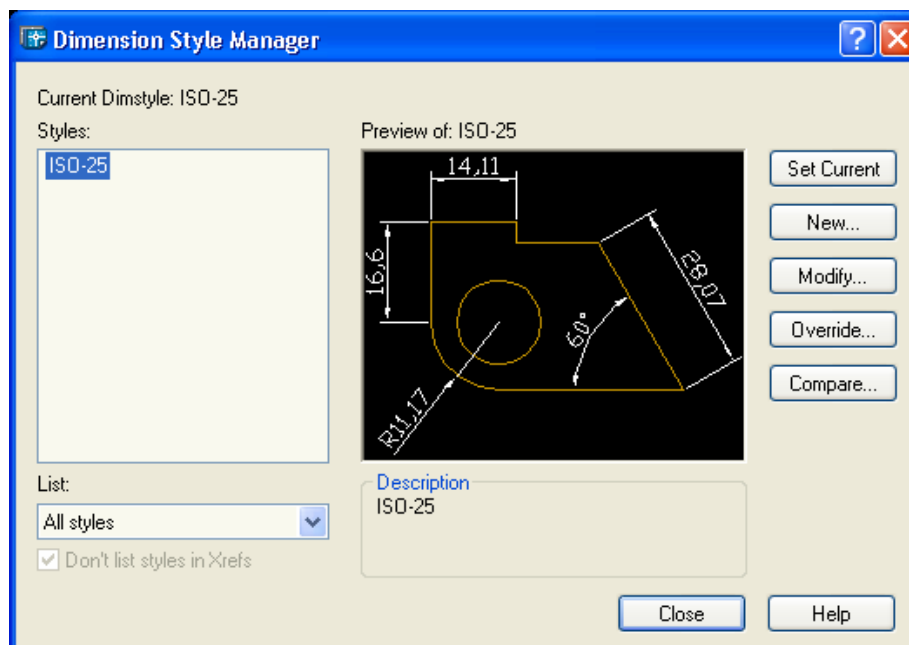 Dimension Style Manager
Current Dimstyle: ISO-25
Styles:
Preview of: ISO-25
ISO-25
14,11
16,6
60°
28,07
R11,17
Set Current
New...
Modify...
Override...
Compare...
List:
All styles
Don't list styles in Xrefs
Description
ISO-25
Close
Help